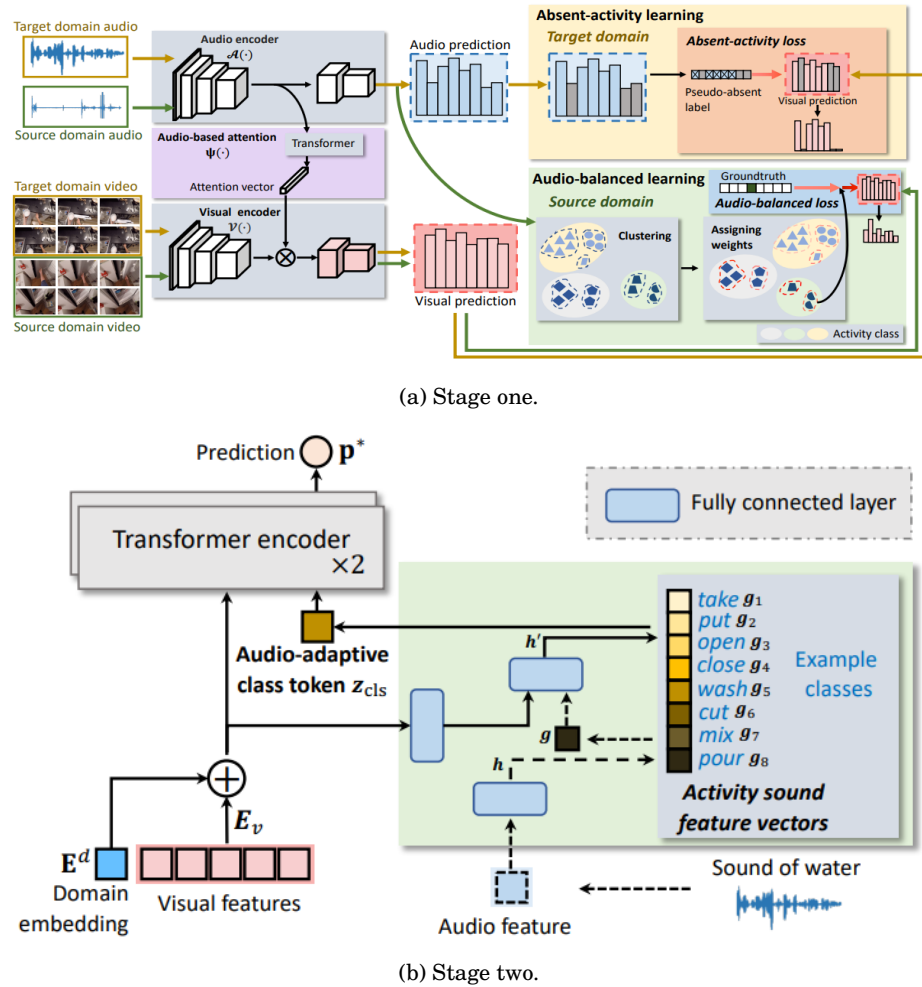 Target domain audio
Source domain audio
Target domain video
Source domain video
Audio encoder
𝒜(·)
Audio-based attention
ψ(·)
Transformer
Attention vector
Visual encoder
𝒱(·)
Audio prediction
Visual prediction
Absent-activity learning
Target domain
Absent-activity loss
Pseudo-absent
label
Visual prediction
Audio-balanced learning
Source domain
Groundtruth
Audio-balanced loss
Clustering
Assigning
weights
Activity class
(a) Stage one.
Prediction p*
Transformer encoder
×2
Fully connected layer
Audio-adaptive
class token z_cls
h'
g
h
take g₁
put g₂
open g₃
close g₄
wash g₅
cut g₆
mix g₇
pour g₈
Example
classes
Activity sound
feature vectors
+
E_v
E^d
Domain
embedding
Visual features
Audio feature
Sound of water
(b) Stage two.